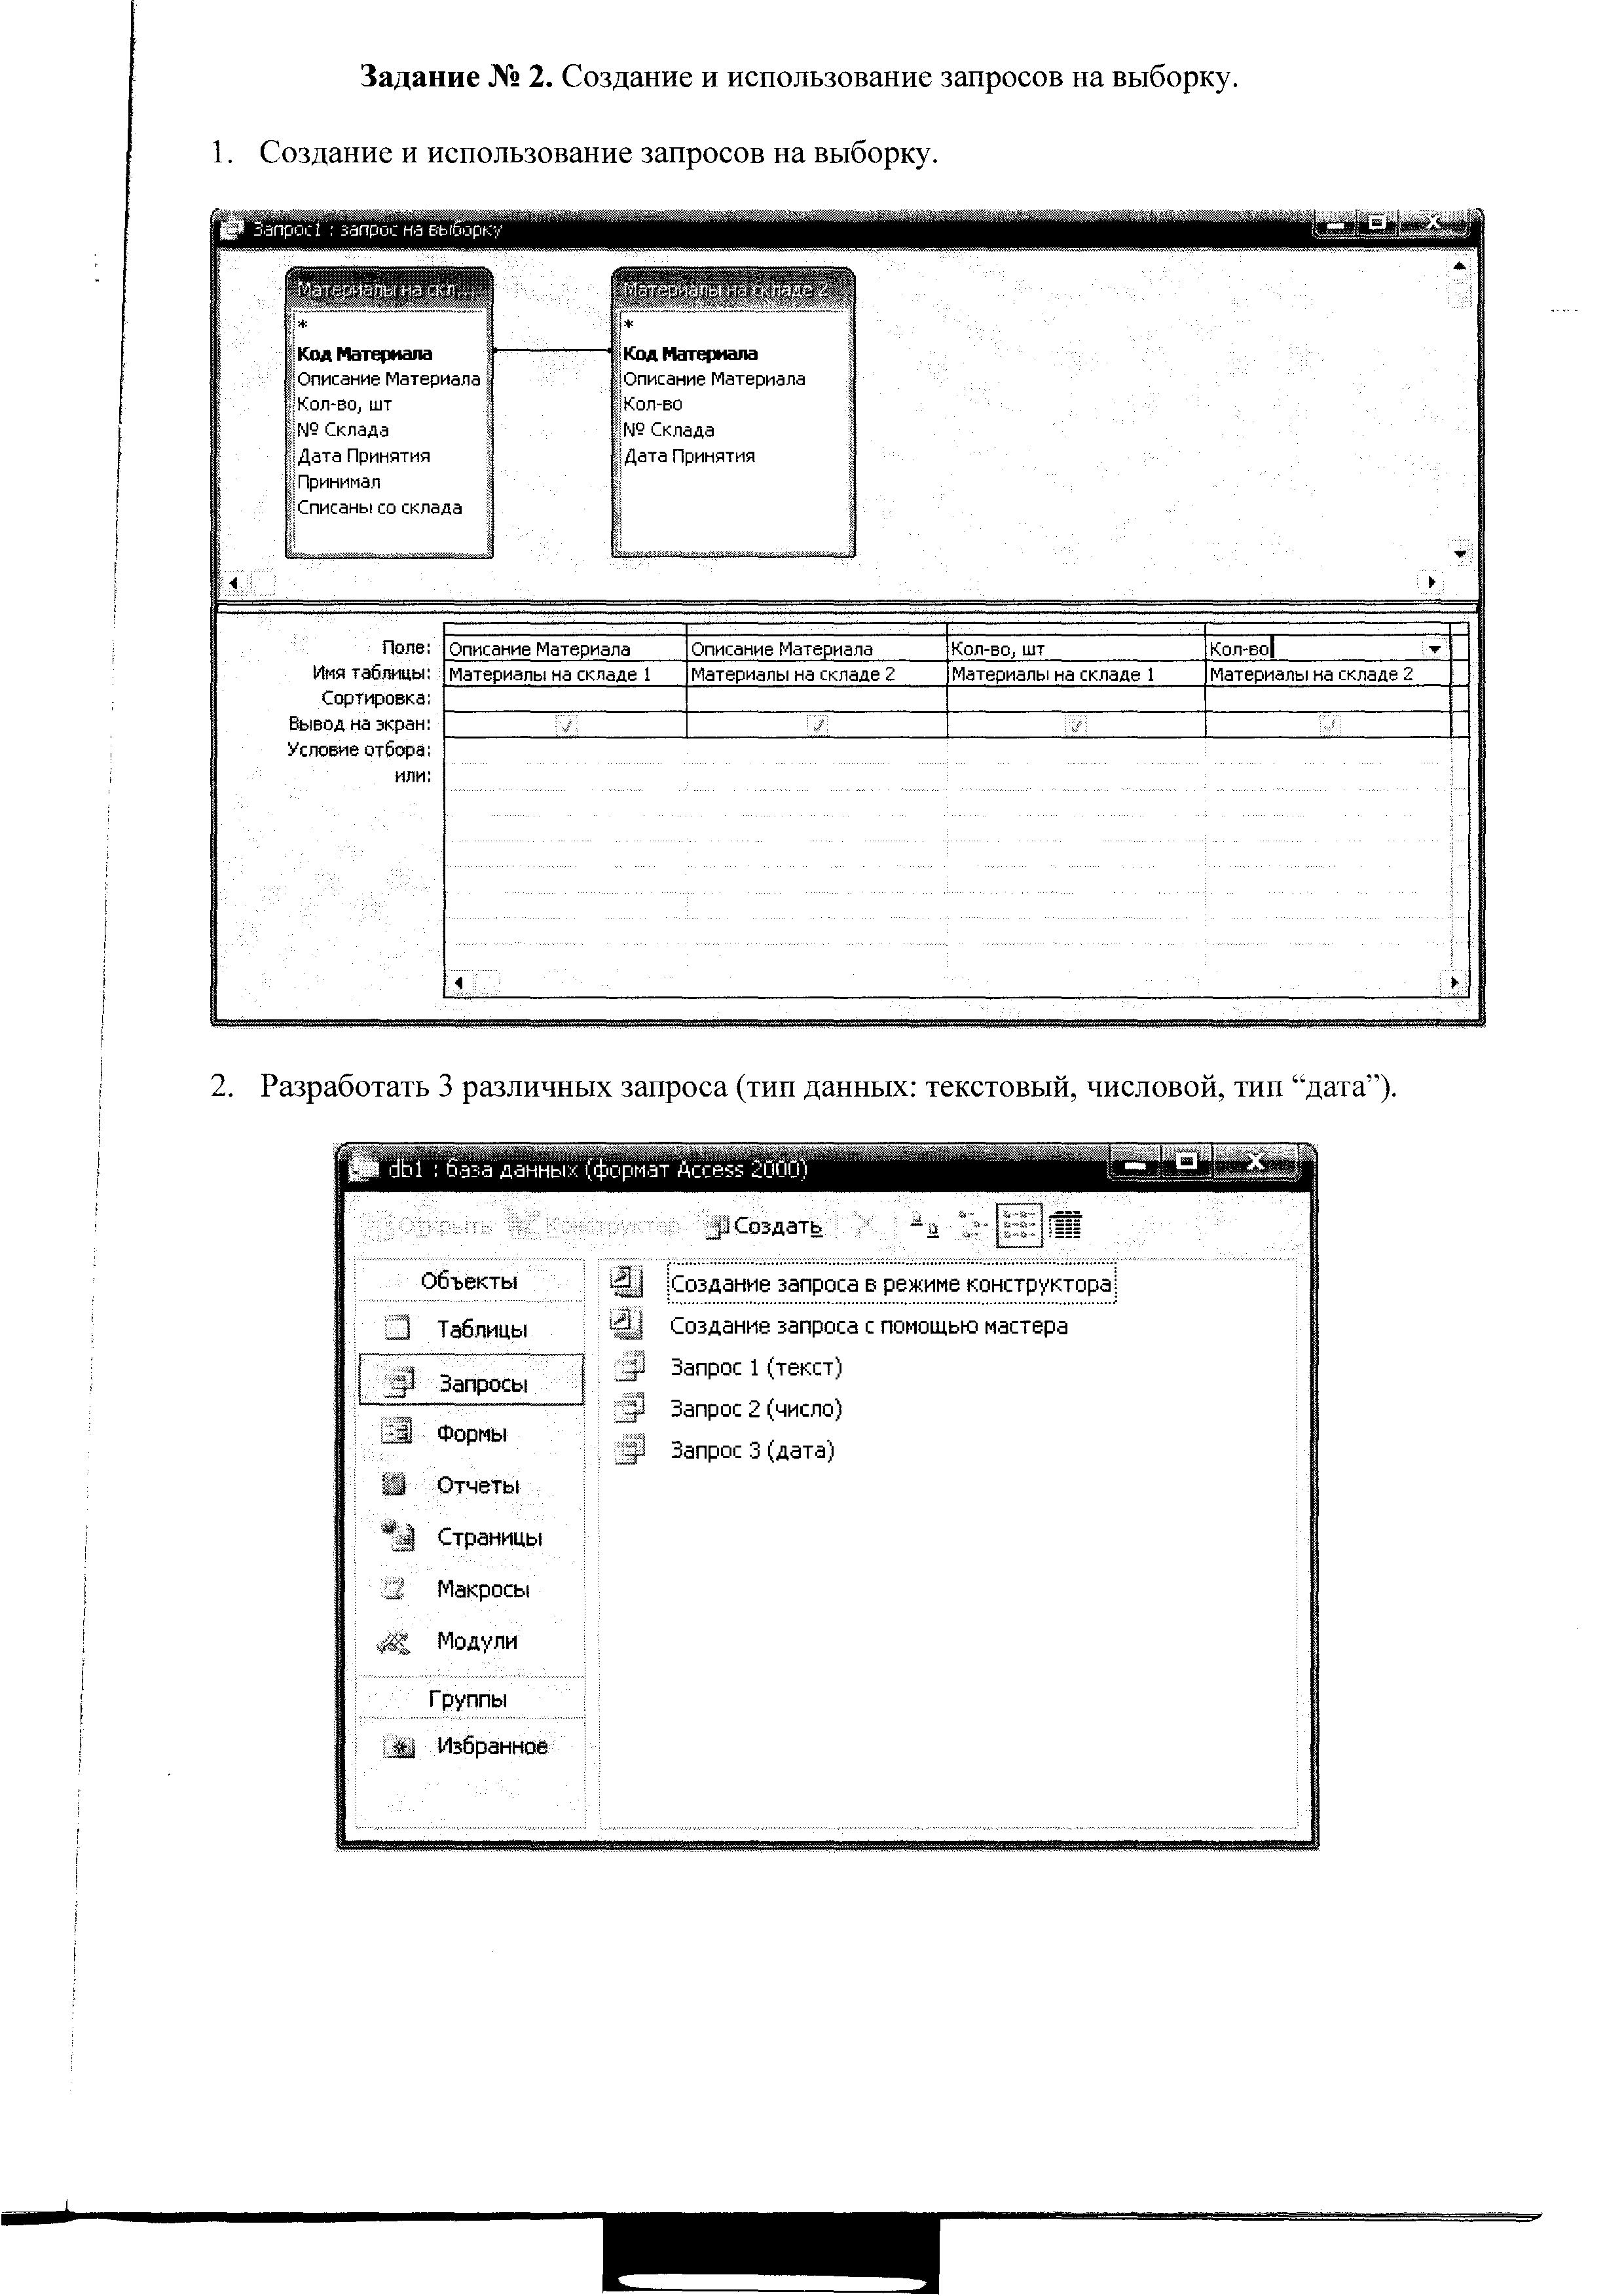 Задание № 2. Создание и использование запросов на выборку.
1. Создание и использование запросов на выборку.
Запрос1 : запрос на выборку
Материалы на скл...
*
Код Материала
Описание Материала
Кол-во, шт
№ Склада
Дата Принятия
Принимал
Списаны со склада
Материалы на складе 2
*
Код Материала
Описание Материала
Кол-во
№ Склада
Дата Принятия
Поле: Описание Материала Описание Материала Кол-во, шт Кол-во
Имя таблицы: Материалы на складе 1 Материалы на складе 2 Материалы на складе 1 Материалы на складе 2
Сортировка:
Вывод на экран:
Условие отбора:
или:
2. Разработать 3 различных запроса (тип данных: текстовый, числовой, тип “дата”).
db1 : база данных (формат Access 2000)
Открыть Конструктор Создать
Объекты
Таблицы
Запросы
Формы
Отчеты
Страницы
Макросы
Модули
Группы
Избранное
Создание запроса в режиме конструктора
Создание запроса с помощью мастера
Запрос 1 (текст)
Запрос 2 (число)
Запрос 3 (дата)